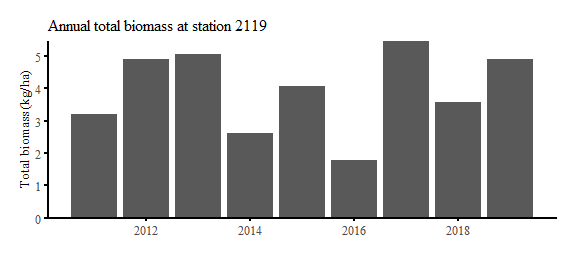 Annual total biomass at station 2119
Total biomass (kg/ha)
5
4
3
2
1
0
2012 2014 2016 2018